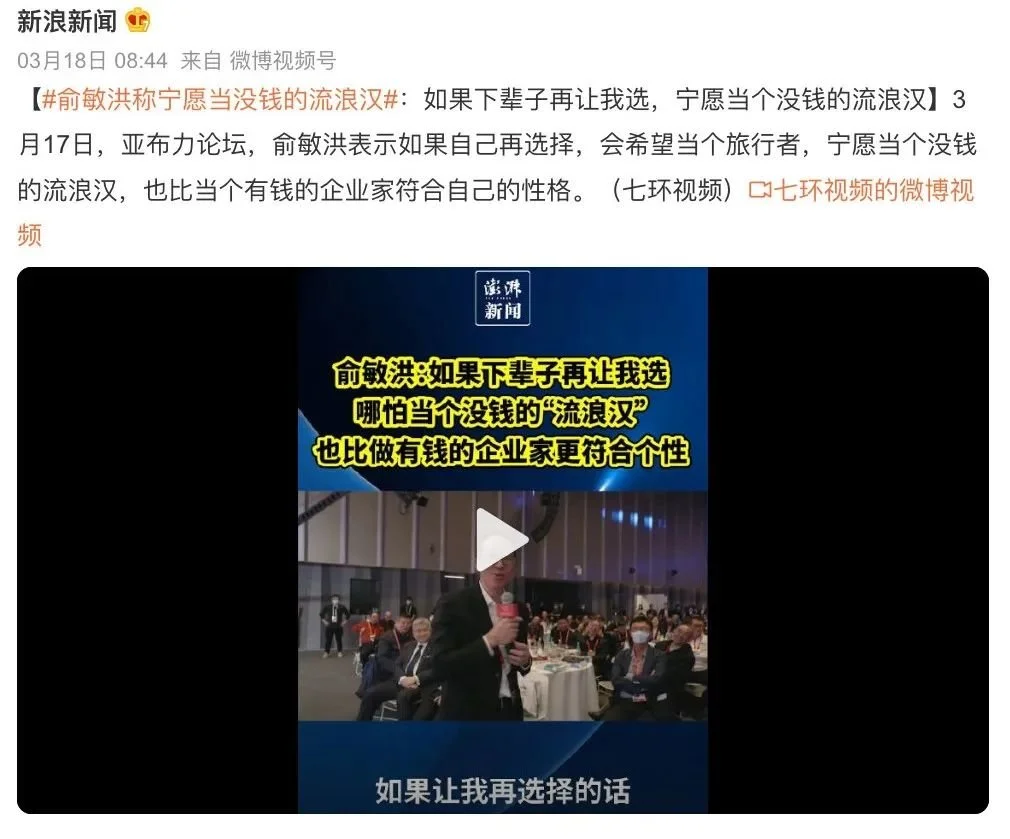 新浪新闻
03月18日 08:44 来自 微博视频号
【#俞敏洪称宁愿当没钱的流浪汉#：如果下辈子再让我选，宁愿当个没钱的流浪汉】3
月17日，亚布力论坛，俞敏洪表示如果自己再选择，会希望当个旅行者，宁愿当个没钱
的流浪汉，也比当个有钱的企业家符合自己的性格。（七环视频）七环视频的微博视
频
澎湃
新闻
俞敏洪:如果下辈子再让我选
哪怕当个没钱的“流浪汉”
也比做有钱的企业家更符合个性
如果让我再选择的话